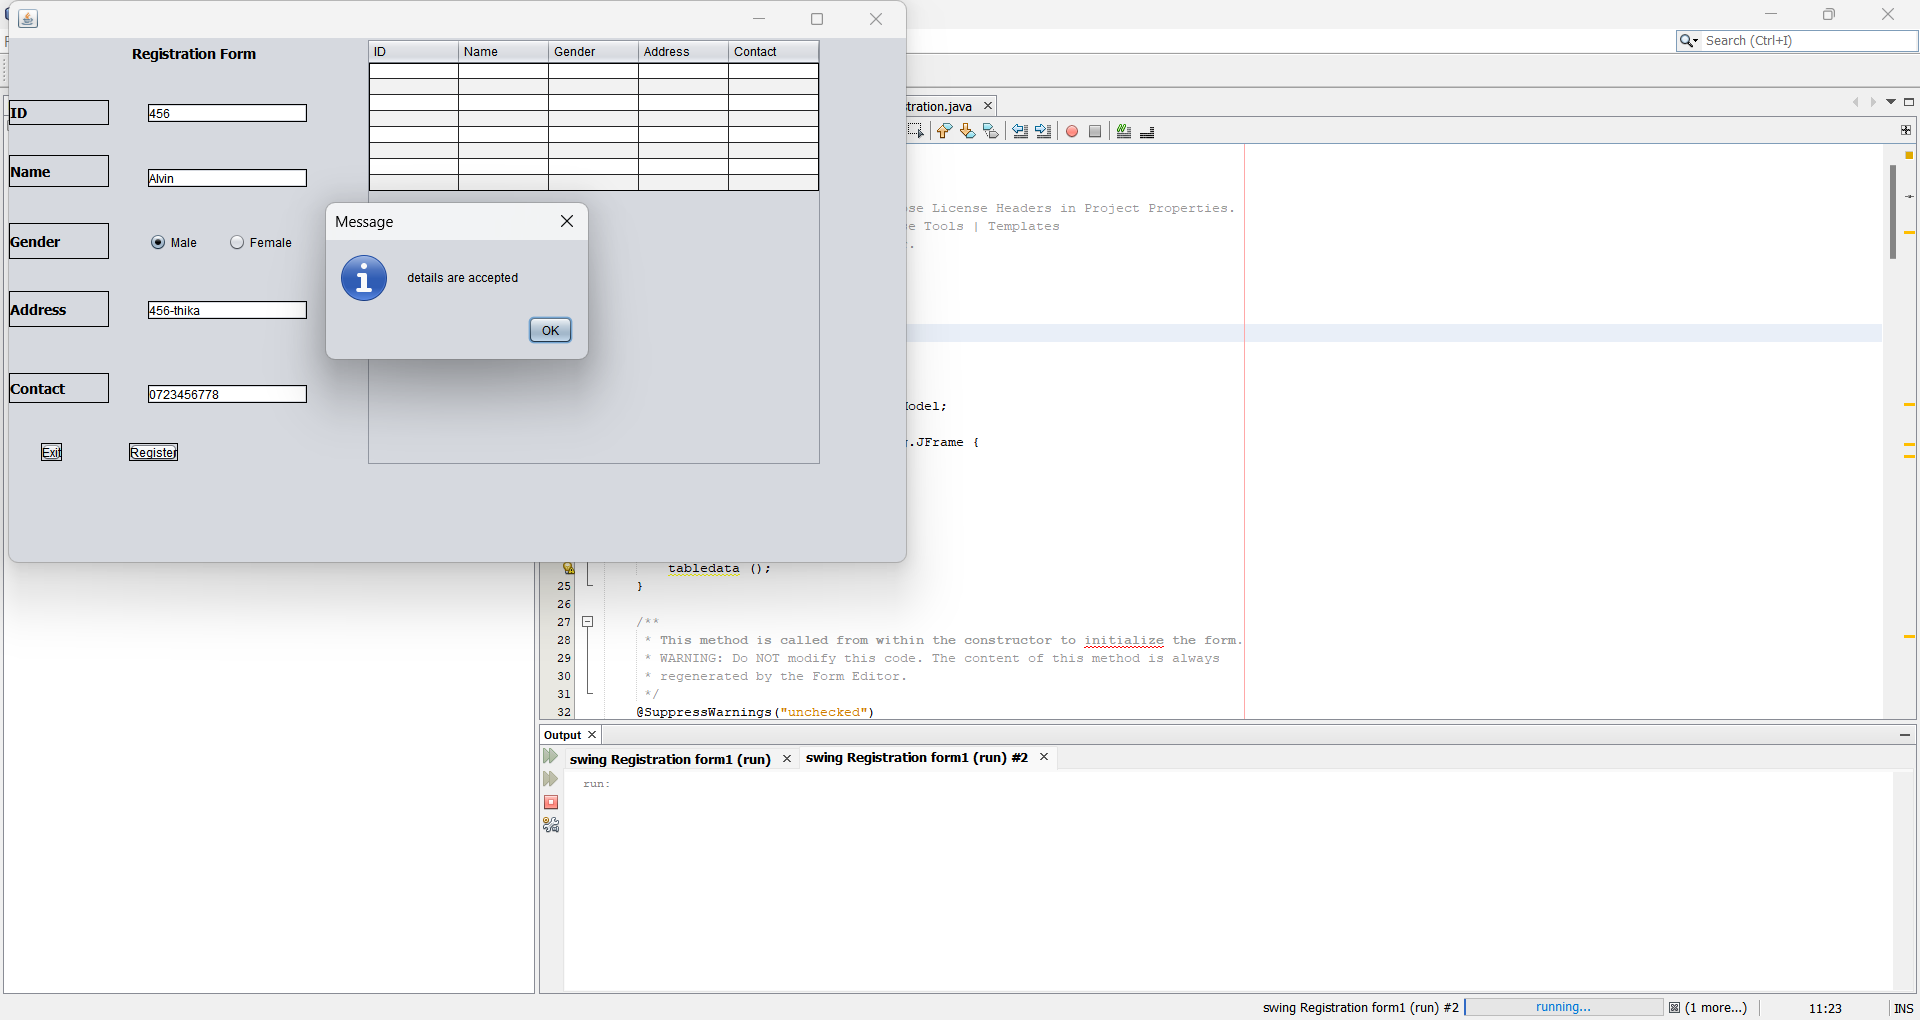 Registration Form
ID Name Gender Address Contact
ID 456
Name Alvin
Gender Male Female
Address 456-thika
Contact 0723456778
Exit Register
Message
details are accepted
OK
Search (Ctrl+I)
tration.java
se License Headers in Project Properties.
e Tools | Templates
.
odel;
.JFrame {
tabledata ();
25 }
26
27 /**
28 * This method is called from within the constructor to initialize the form.
29 * WARNING: Do NOT modify this code. The content of this method is always
30 * regenerated by the Form Editor.
31 */
32 @SuppressWarnings("unchecked")
Output
swing Registration form1 (run) swing Registration form1 (run) #2
run:
swing Registration form1 (run) #2 running... (1 more...) 11:23 INS